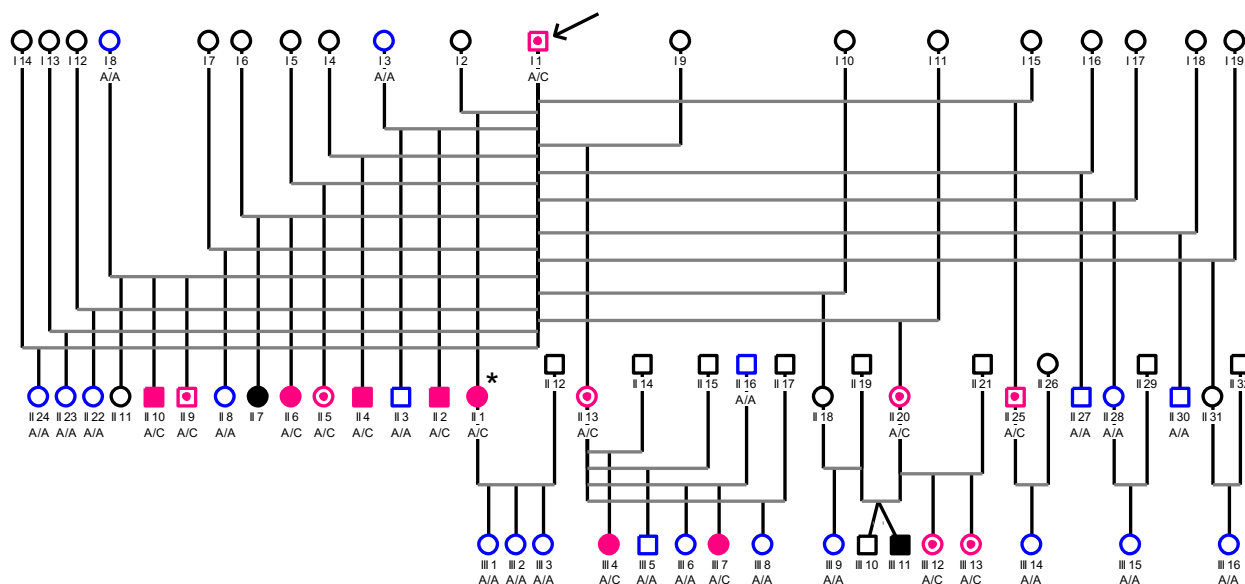 I 14 I 13 I 12 I 8 I 7 I 6 I 5 I 4 I 3 I 2 I 1 I 9 I 10 I 11 I 15 I 16 I 17 I 18 I 19
A/A A/A A/C
*
II 12 II 14 II 15 II 16 II 17 II 19 II 21 II 26 II 29 II 32
A/A
II 24 II 23 II 22 II 11 II 10 II 9 II 8 II 7 II 6 II 5 II 4 II 3 II 2 II 1 II 13 II 18 II 20 II 25 II 27 II 28 II 30 II 31
A/A A/A A/A A/C A/C A/A A/C A/C A/C A/A A/C A/C A/C A/C A/C A/A A/A A/A
III 1 III 2 III 3 III 4 III 5 III 6 III 7 III 8 III 9 III 10 III 11 III 12 III 13 III 14 III 15 III 16
A/A A/A A/A A/C A/A A/A A/C A/A A/A A/C A/C A/A A/A A/A